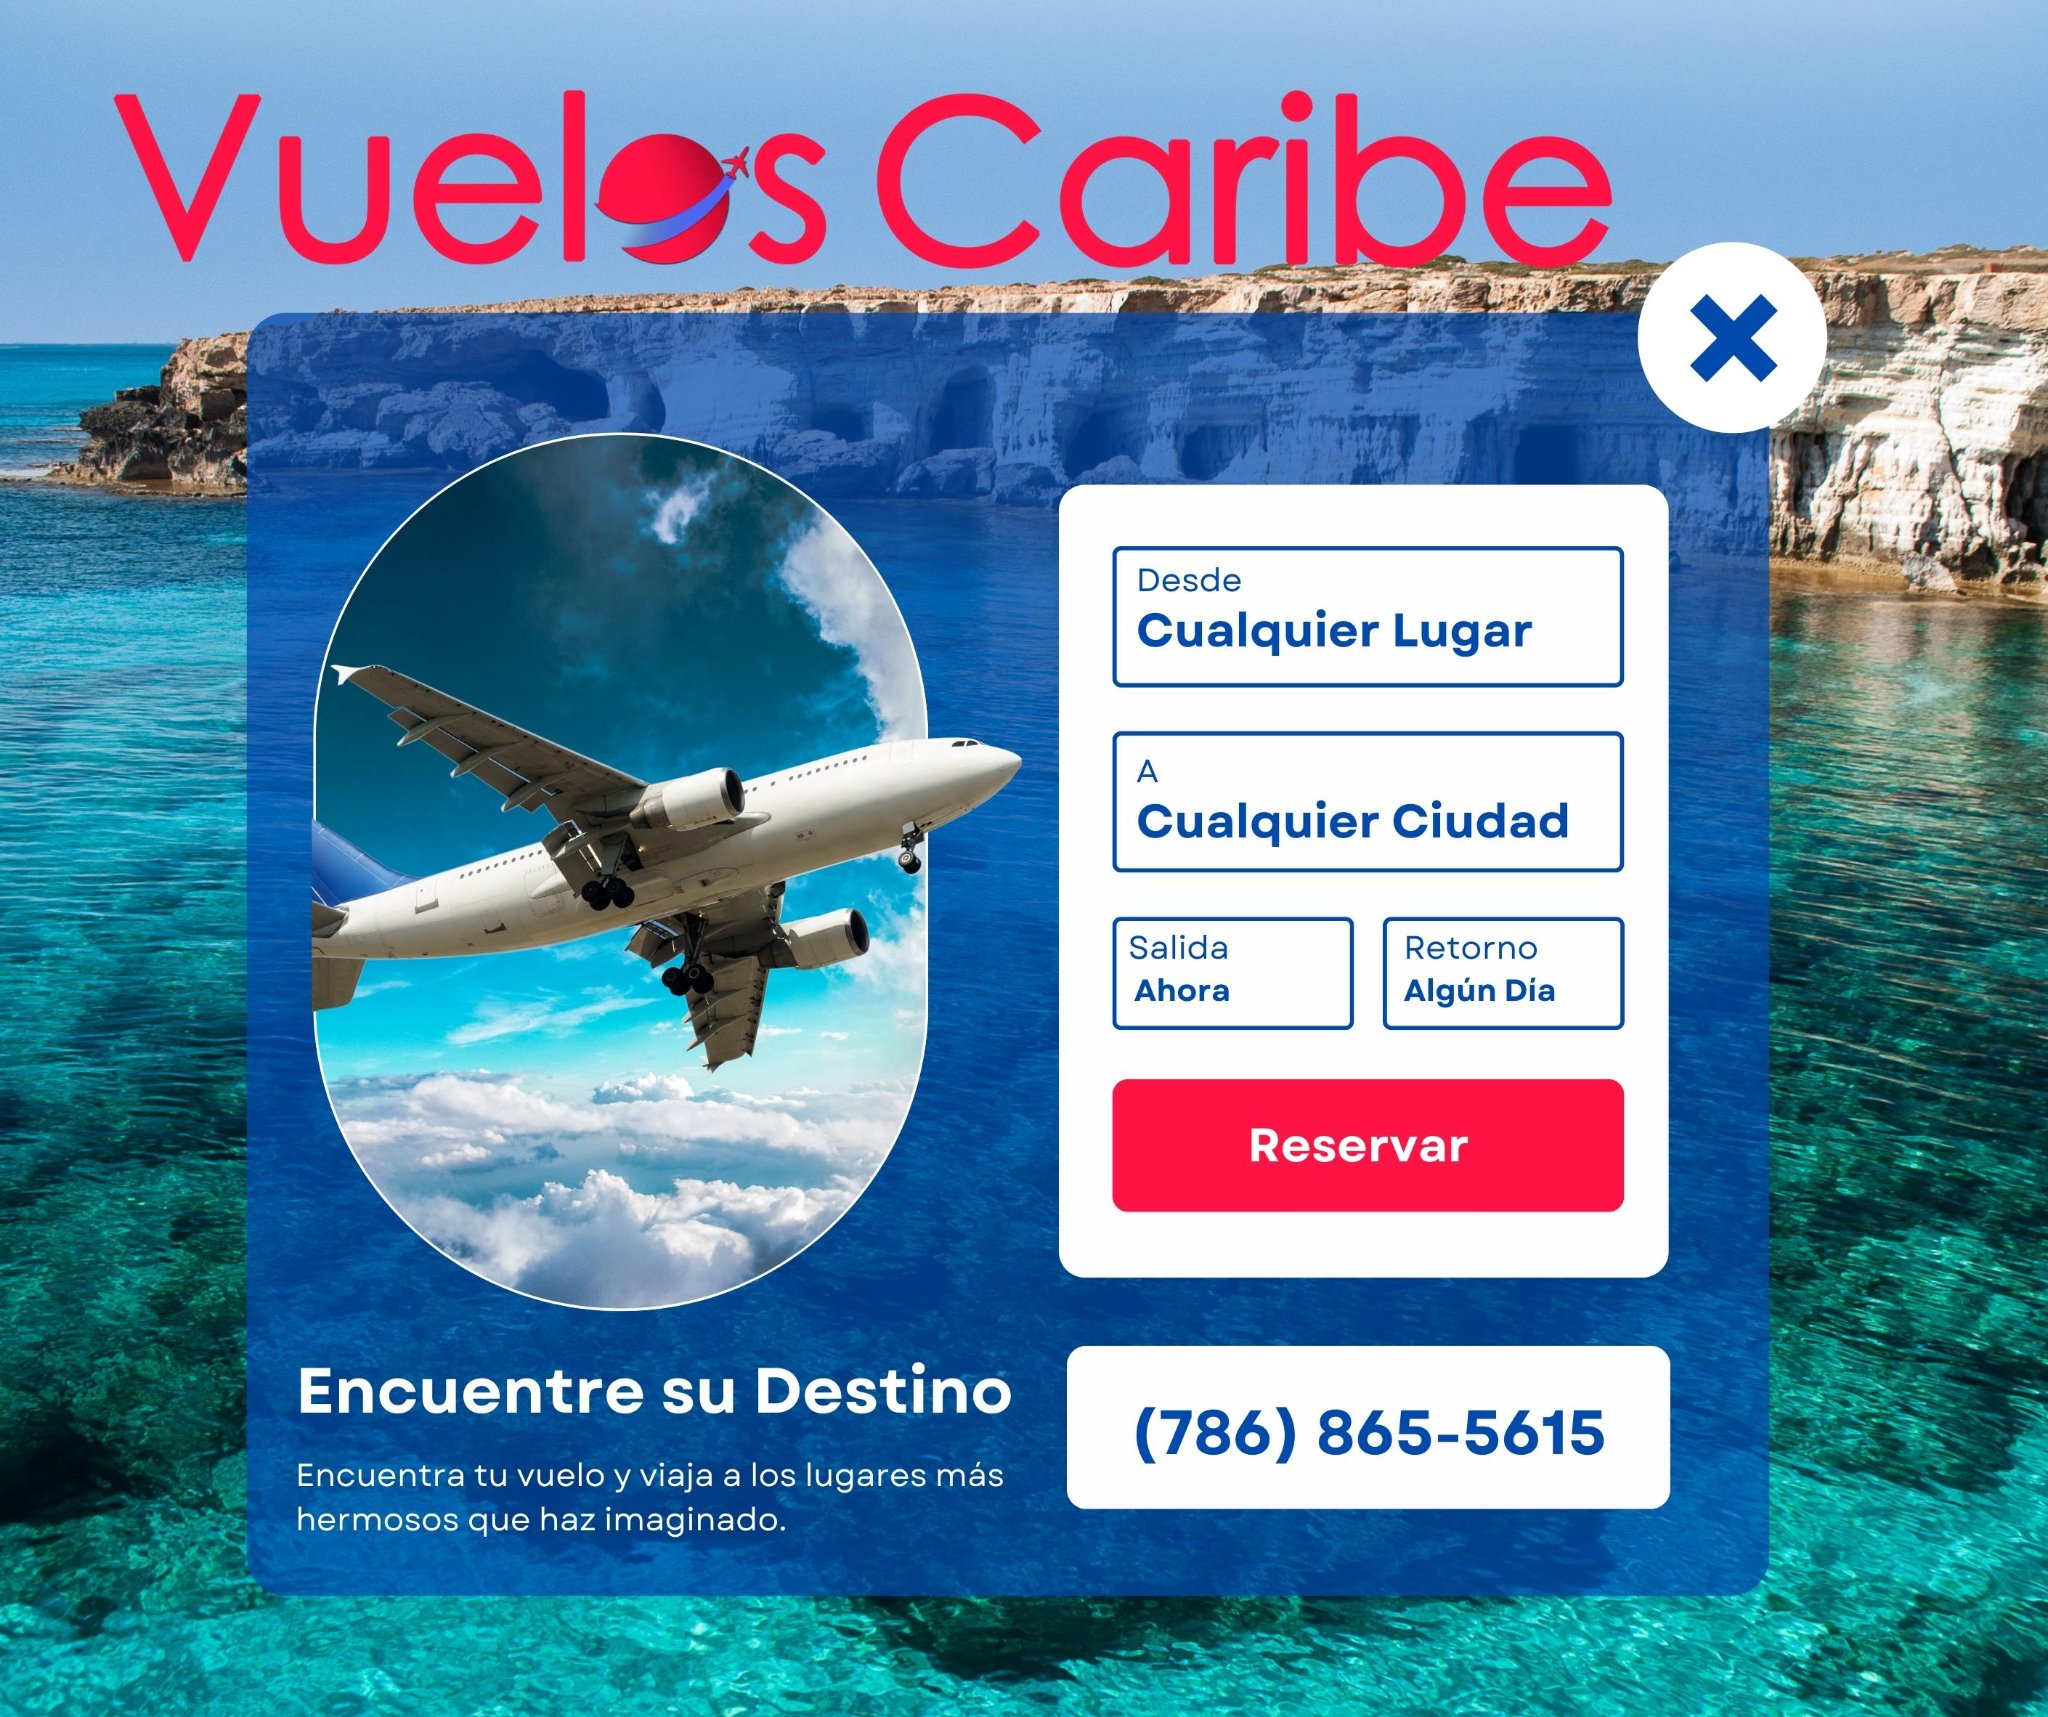 Vuelos Caribe
Desde
Cualquier Lugar
A
Cualquier Ciudad
Salida
Ahora
Retorno
Algún Día
Reservar
Encuentre su Destino
Encuentra tu vuelo y viaja a los lugares más
hermosos que haz imaginado.
(786) 865-5615